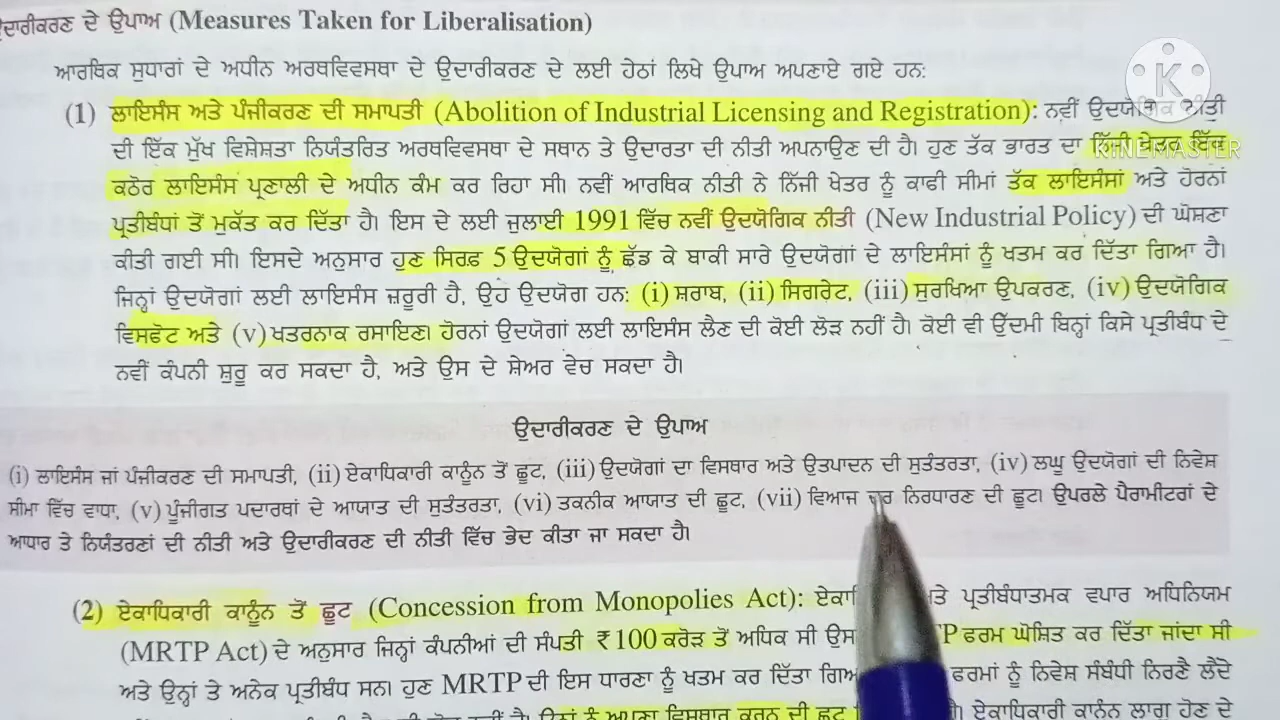 ਦਾਰੀਕਰਣ ਦੇ ਉਪਾਅ (Measures Taken for Liberalisation)
ਆਰਥਿਕ ਸੁਧਾਰਾਂ ਦੇ ਅਧੀਨ ਅਰਥਵਿਵਸਥਾ ਦੇ ਉਦਾਰੀਕਰਣ ਦੇ ਲਈ ਹੇਠਾਂ ਲਿਖੇ ਉਪਾਅ ਅਪਣਾਏ ਗਏ ਹਨ:
(1) ਲਾਇਸੰਸ ਅਤੇ ਪੰਜੀਕਰਣ ਦੀ ਸਮਾਪਤੀ (Abolition of Industrial Licensing and Registration): ਨਵੀਂ ਉਦਯੋਗਿਕ ਨੀਤੀ
ਦੀ ਇੱਕ ਮੁੱਖ ਵਿਸ਼ੇਸ਼ਤਾ ਨਿਯੰਤਰਿਤ ਅਰਥਵਿਵਸਥਾ ਦੇ ਸਥਾਨ ਤੇ ਉਦਾਰਤਾ ਦੀ ਨੀਤੀ ਅਪਨਾਉਣ ਦੀ ਹੈ। ਹੁਣ ਤੱਕ ਭਾਰਤ ਦਾ ਨਿੱਜੀ ਖੇਤਰ ਇੱਕ
ਕਠੋਰ ਲਾਇਸੰਸ ਪ੍ਰਣਾਲੀ ਦੇ ਅਧੀਨ ਕੰਮ ਕਰ ਰਿਹਾ ਸੀ। ਨਵੀਂ ਆਰਥਿਕ ਨੀਤੀ ਨੇ ਨਿੱਜੀ ਖੇਤਰ ਨੂੰ ਕਾਫੀ ਸੀਮਾਂ ਤੱਕ ਲਾਇਸੰਸਾਂ ਅਤੇ ਹੋਰਨਾਂ
ਪ੍ਰਤੀਬੰਧਾਂ ਤੋਂ ਮੁਕੱਤ ਕਰ ਦਿੱਤਾ ਹੈ। ਇਸ ਦੇ ਲਈ ਜੁਲਾਈ 1991 ਵਿੱਚ ਨਵੀਂ ਉਦਯੋਗਿਕ ਨੀਤੀ (New Industrial Policy) ਦੀ ਘੋਸ਼ਣਾ
ਕੀਤੀ ਗਈ ਸੀ। ਇਸਦੇ ਅਨੁਸਾਰ ਹੁਣ ਸਿਰਫ਼ 5 ਉਦਯੋਗਾਂ ਨੂੰ ਛੱਡ ਕੇ ਬਾਕੀ ਸਾਰੇ ਉਦਯੋਗਾਂ ਦੇ ਲਾਇਸੰਸਾਂ ਨੂੰ ਖ਼ਤਮ ਕਰ ਦਿੱਤਾ ਗਿਆ ਹੈ।
ਜਿਨ੍ਹਾਂ ਉਦਯੋਗਾਂ ਲਈ ਲਾਇਸੰਸ ਜ਼ਰੂਰੀ ਹੈ, ਉਹ ਉਦਯੋਗ ਹਨ: (i) ਸ਼ਰਾਬ, (ii) ਸਿਗਰੇਟ, (iii) ਸੁਰਖਿਆ ਉਪਕਰਣ, (iv) ਉਦਯੋਗਿਕ
ਵਿਸਫੋਟ ਅਤੇ (v) ਖ਼ਤਰਨਾਕ ਰਸਾਇਣ। ਹੋਰਨਾਂ ਉਦਯੋਗਾਂ ਲਈ ਲਾਇਸੰਸ ਲੈਣ ਦੀ ਕੋਈ ਲੋੜ ਨਹੀਂ ਹੈ। ਕੋਈ ਵੀ ਉੱਦਮੀ ਬਿਨ੍ਹਾਂ ਕਿਸੇ ਪ੍ਰਤੀਬੰਧ ਦੇ
ਨਵੀਂ ਕੰਪਨੀ ਸ਼ੁਰੂ ਕਰ ਸਕਦਾ ਹੈ, ਅਤੇ ਉਸ ਦੇ ਸ਼ੇਅਰ ਵੇਚ ਸਕਦਾ ਹੈ।
ਉਦਾਰੀਕਰਣ ਦੇ ਉਪਾਅ
(i) ਲਾਇਸੰਸ ਜਾਂ ਪੰਜੀਕਰਣ ਦੀ ਸਮਾਪਤੀ, (ii) ਏਕਾਧਿਕਾਰੀ ਕਾਨੂੰਨ ਤੋਂ ਛੂਟ, (iii) ਉਦਯੋਗਾਂ ਦਾ ਵਿਸਥਾਰ ਅਤੇ ਉਤਪਾਦਨ ਦੀ ਸੁਤੰਤਰਤਾ, (iv) ਲਘੂ ਉਦਯੋਗਾਂ ਦੀ ਨਿਵੇਸ਼
ਸੀਮਾ ਵਿੱਚ ਵਾਧਾ, (v) ਪੂੰਜੀਗਤ ਪਦਾਰਥਾਂ ਦੇ ਆਯਾਤ ਦੀ ਸੁਤੰਤਰਤਾ, (vi) ਤਕਨੀਕ ਆਯਾਤ ਦੀ ਛੂਟ, (vii) ਵਿਆਜ ਨਿਰਧਾਰਣ ਦੀ ਛੂਟ। ਉਪਰਲੇ ਪੈਰਾਮੀਟਰਾਂ ਦੇ
ਆਧਾਰ ਤੇ ਨਿਯੰਤਰਣਾਂ ਦੀ ਨੀਤੀ ਅਤੇ ਉਦਾਰੀਕਰਣ ਦੀ ਨੀਤੀ ਵਿੱਚ ਭੇਦ ਕੀਤਾ ਜਾ ਸਕਦਾ ਹੈ।
(2) ਏਕਾਧਿਕਾਰੀ ਕਾਨੂੰਨ ਤੋਂ ਛੂਟ (Concession from Monopolies Act): ਪ੍ਰਤੀਬੰਧਾਤਮਕ ਵਪਾਰ ਅਧਿਨਿਯਮ
(MRTP Act) ਦੇ ਅਨੁਸਾਰ ਜਿਨ੍ਹਾਂ ਕੰਪਨੀਆਂ ਦੀ ਸੰਪਤੀ ₹ 100 ਕਰੋੜ ਤੋਂ ਅਧਿਕ ਸੀ ਉਸ ਫਰਮ ਘੋਸ਼ਿਤ ਕਰ ਦਿੱਤਾ ਜਾਂਦਾ ਸੀ
ਅਤੇ ਉਨ੍ਹਾਂ ਤੇ ਅਨੇਕ ਪ੍ਰਤੀਬੰਧ ਸਨ। ਹੁਣ MRTP ਦੀ ਇਸ ਧਾਰਣਾ ਨੂੰ ਖਤਮ ਕਰ ਦਿੱਤਾ ਫਰਮਾਂ ਨੂੰ ਨਿਵੇਸ਼ ਸੰਬੰਧੀ ਨਿਰਣੈ ਲੈਂਦੇ
ਉਨਾਂ ਨੂੰ ਅਪਣਾ ਵਿਸਥਾਰ ਕਰਨ ਦੀ ਛੂਟ ਏਕਾਧਿਕਾਰੀ ਕਾਨੂੰਨ ਲਾਗੂ ਹੋਣ ਦੇ
K
KINEMASTER